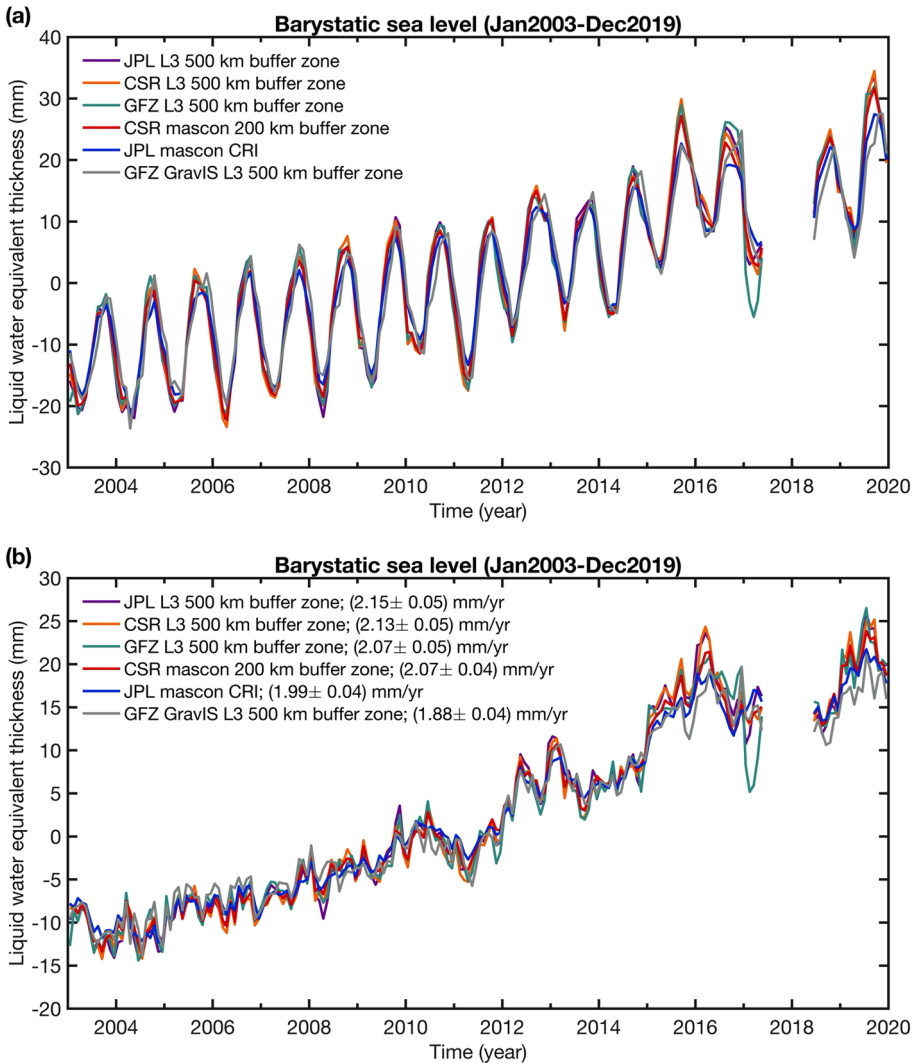 (a)
Barystatic sea level (Jan2003-Dec2019)
Liquid water equivalent thickness (mm)
40
30
20
10
0
-10
-20
-30
JPL L3 500 km buffer zone
CSR L3 500 km buffer zone
GFZ L3 500 km buffer zone
CSR mascon 200 km buffer zone
JPL mascon CRI
GFZ GravIS L3 500 km buffer zone
2004 2006 2008 2010 2012 2014 2016 2018 2020
Time (year)
(b)
Barystatic sea level (Jan2003-Dec2019)
Liquid water equivalent thickness (mm)
30
25
20
15
10
5
0
-5
-10
-15
-20
JPL L3 500 km buffer zone; (2.15± 0.05) mm/yr
CSR L3 500 km buffer zone; (2.13± 0.05) mm/yr
GFZ L3 500 km buffer zone; (2.07± 0.05) mm/yr
CSR mascon 200 km buffer zone; (2.07± 0.04) mm/yr
JPL mascon CRI; (1.99± 0.04) mm/yr
GFZ GravIS L3 500 km buffer zone; (1.88± 0.04) mm/yr
2004 2006 2008 2010 2012 2014 2016 2018 2020
Time (year)